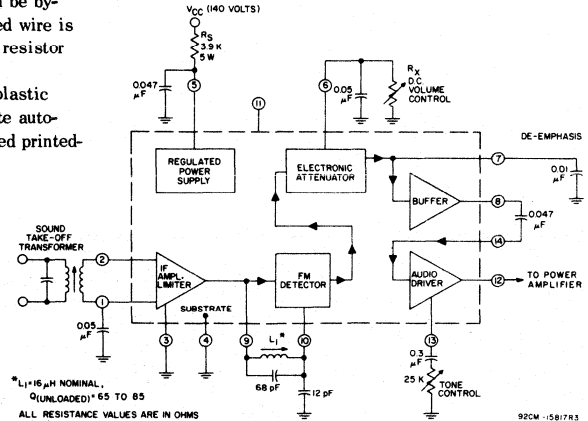 l be by-
ed wire is
resistor
plastic
te auto-
ed printed-
VCC (140 VOLTS)
RS
3.9 K
5 W
0.047
μF
5
11
6
0.05
μF
RX
D.C.
VOLUME
CONTROL
REGULATED
POWER
SUPPLY
ELECTRONIC
ATTENUATOR
DE-EMPHASIS
7
0.01
μF
BUFFER
8
0.047
μF
14
SOUND
TAKE-OFF
TRANSFORMER
2
IF
AMPL.
LIMITER
FM
DETECTOR
AUDIO
DRIVER
12
TO POWER
AMPLIFIER
1
SUBSTRATE
0.05
μF
3
4
9
L1*
10
13
68 pF
12 pF
0.3
μF
25 K
TONE
CONTROL
*L1=16 μH NOMINAL,
Q(UNLOADED)= 65 TO 85
ALL RESISTANCE VALUES ARE IN OHMS
92CM-15817R3